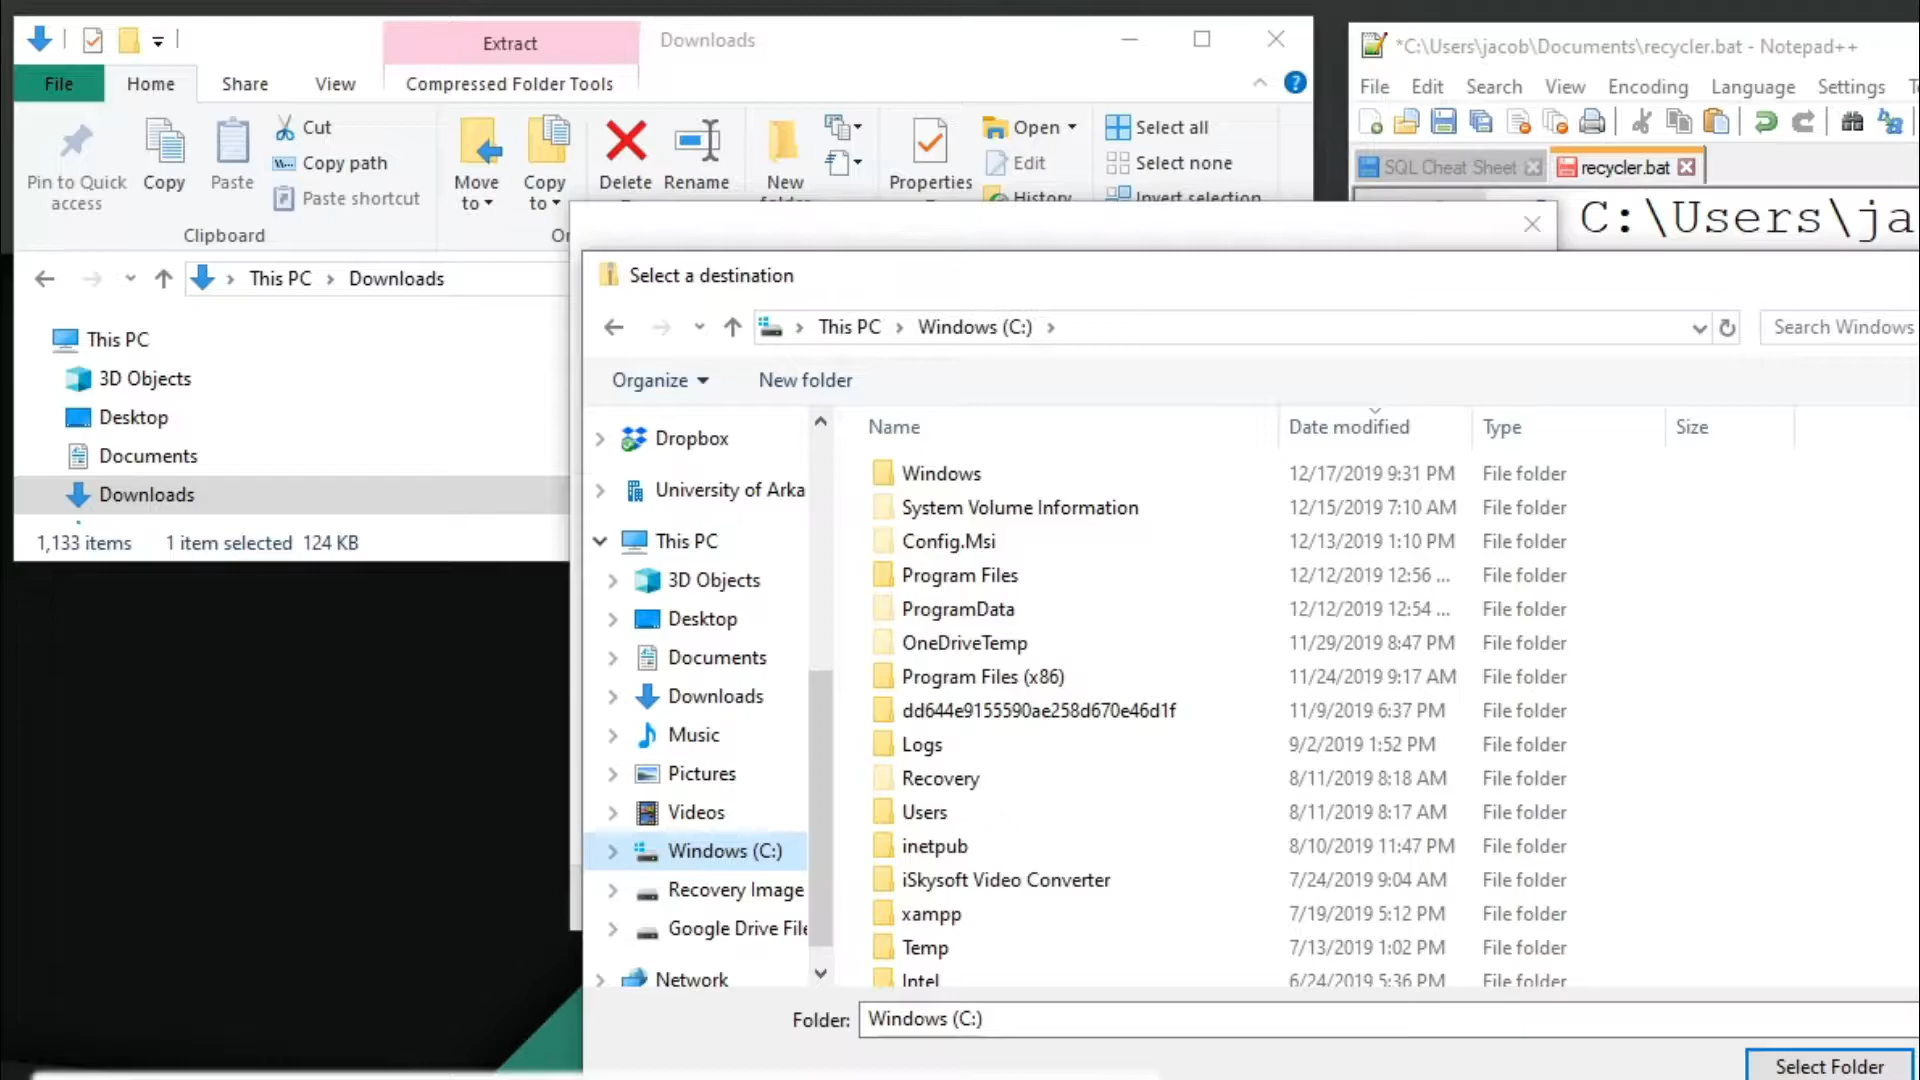 Extract
Downloads
File
Home
Share
View
Compressed Folder Tools
Pin to Quick access
Copy
Paste
Cut
Copy path
Paste shortcut
Clipboard
Move to
Copy to
Delete
Rename
New
Properties
Open
Edit
History
Select all
Select none
Invert selection
This PC > Downloads
This PC
3D Objects
Desktop
Documents
Downloads
1,133 items 1 item selected 124 KB
*C:\Users\jacob\Documents\recycler.bat - Notepad++
File Edit Search View Encoding Language Settings
SQL Cheat Sheet
recycler.bat
C:\Users\ja
Select a destination
This PC > Windows (C:) >
Search Windows
Organize
New folder
Dropbox
University of Arka
This PC
3D Objects
Desktop
Documents
Downloads
Music
Pictures
Videos
Windows (C:)
Recovery Image
Google Drive File
Network
Name Date modified Type Size
Windows 12/17/2019 9:31 PM File folder
System Volume Information 12/15/2019 7:10 AM File folder
Config.Msi 12/13/2019 1:10 PM File folder
Program Files 12/12/2019 12:56 ... File folder
ProgramData 12/12/2019 12:54 ... File folder
OneDriveTemp 11/29/2019 8:47 PM File folder
Program Files (x86) 11/24/2019 9:17 AM File folder
dd644e9155590ae258d670e46d1f 11/9/2019 6:37 PM File folder
Logs 9/2/2019 1:52 PM File folder
Recovery 8/11/2019 8:18 AM File folder
Users 8/11/2019 8:17 AM File folder
inetpub 8/10/2019 11:47 PM File folder
iSkysoft Video Converter 7/24/2019 9:04 AM File folder
xampp 7/19/2019 5:12 PM File folder
Temp 7/13/2019 1:02 PM File folder
Intel 6/24/2019 5:36 PM File folder
Folder: Windows (C:)
Select Folder